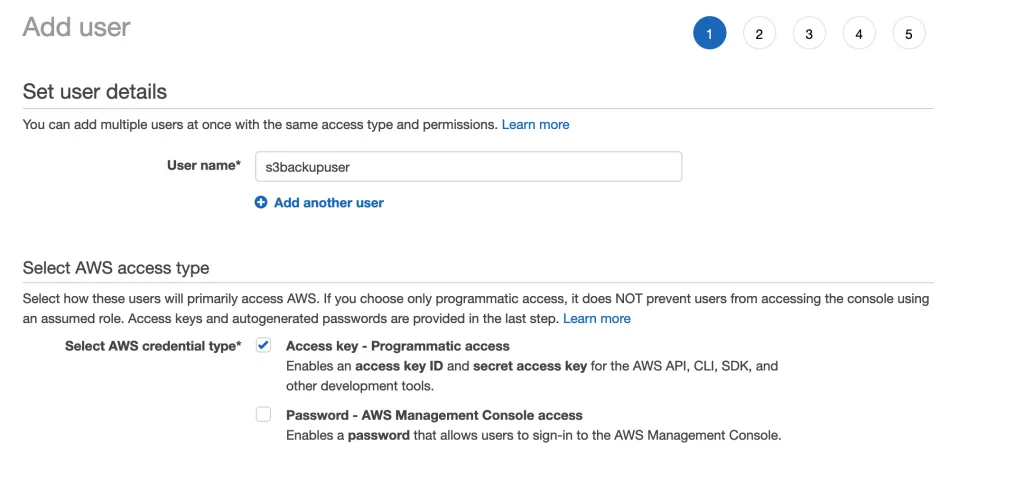 Add user
1 2 3 4 5
Set user details
You can add multiple users at once with the same access type and permissions. Learn more
User name* s3backupuser
Add another user
Select AWS access type
Select how these users will primarily access AWS. If you choose only programmatic access, it does NOT prevent users from accessing the console using
an assumed role. Access keys and autogenerated passwords are provided in the last step. Learn more
Select AWS credential type* Access key - Programmatic access
Enables an access key ID and secret access key for the AWS API, CLI, SDK, and
other development tools.
Password - AWS Management Console access
Enables a password that allows users to sign-in to the AWS Management Console.